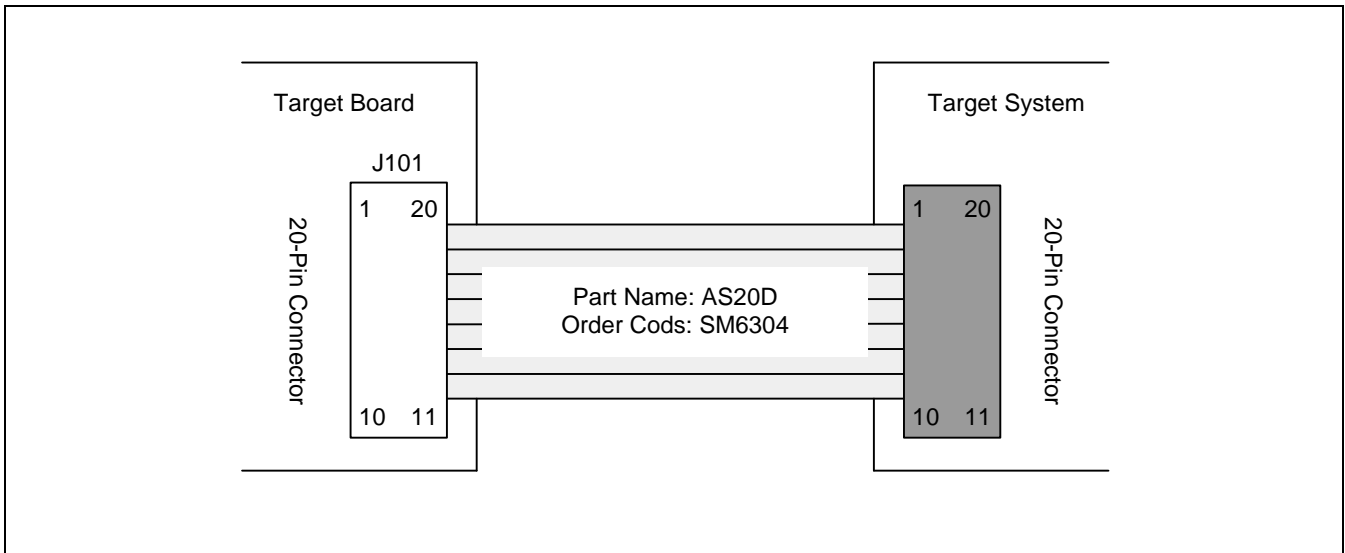 Target Board
Target System
J101
1 20
1 20
20-Pin Connector
Part Name: AS20D
Order Cods: SM6304
20-Pin Connector
10 11
10 11